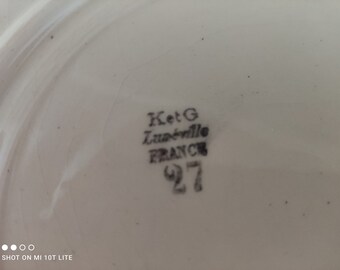 K et G
Lunéville
FRANCE
27
SHOT ON MI 10T LITE